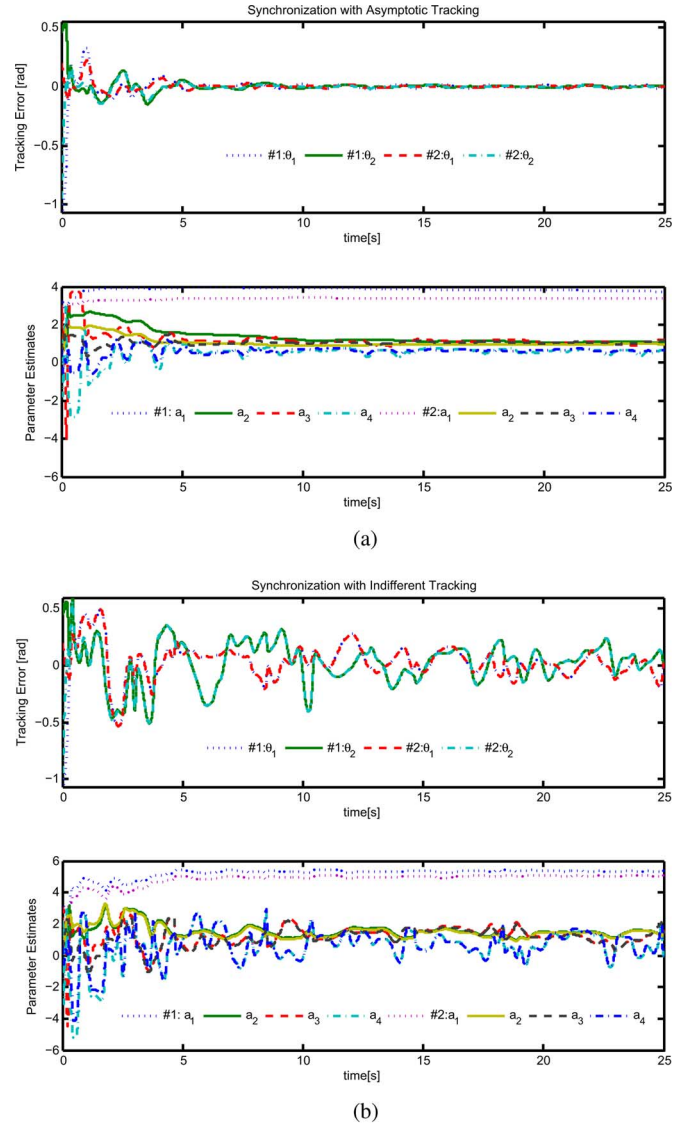 Synchronization with Asymptotic Tracking
0.5
0
−0.5
−1
Tracking Error [rad]
#1:θ1 #1:θ2 #2:θ1 #2:θ2
0 5 10 15 20 25
time[s]
4
2
0
−2
−4
−6
Parameter Estimates
#1: a1 a2 a3 a4 #2:a1 a2 a3 a4
0 5 10 15 20 25
time[s]
(a)
Synchronization with Indifferent Tracking
0.5
0
−0.5
−1
Tracking Error [rad]
#1:θ1 #1:θ2 #2:θ1 #2:θ2
0 5 10 15 20 25
time[s]
6
4
2
0
−2
−4
−6
Parameter Estimates
#1: a1 a2 a3 a4 #2:a1 a2 a3 a4
0 5 10 15 20 25
time[s]
(b)